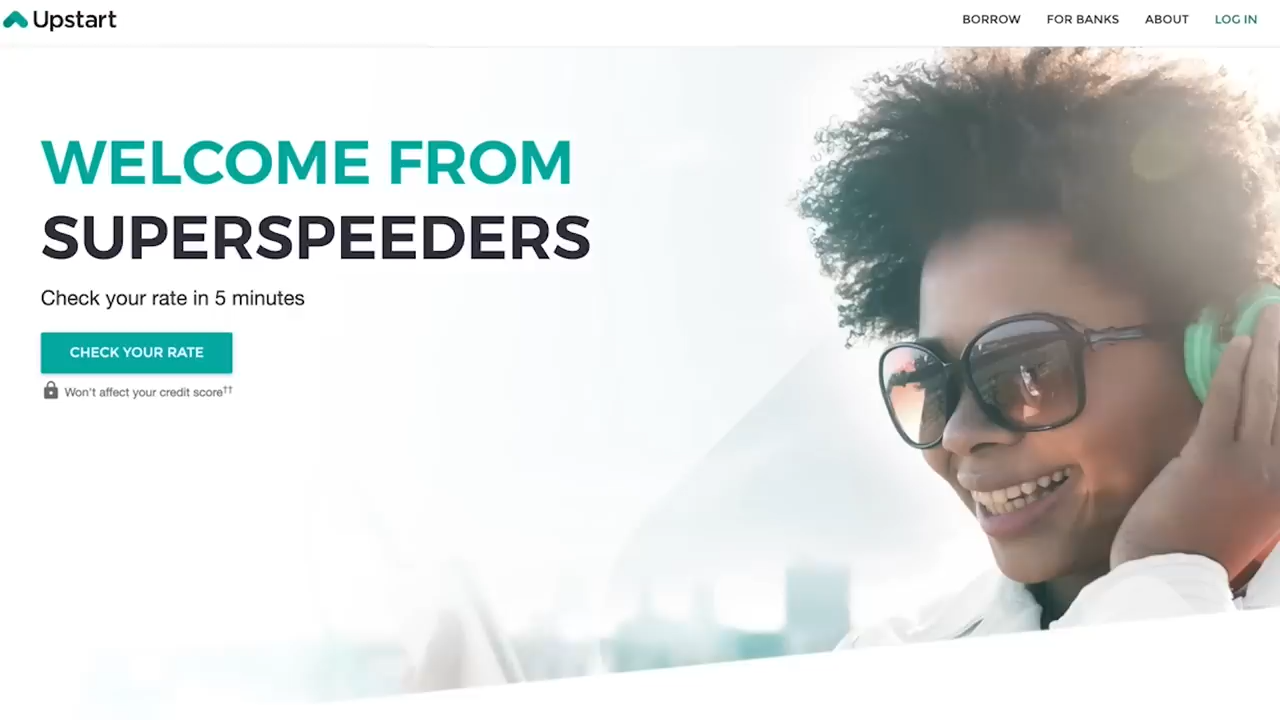 Upstart
BORROW FOR BANKS ABOUT LOG IN
WELCOME FROM
SUPERSPEEDERS
Check your rate in 5 minutes
CHECK YOUR RATE
Won't affect your credit score††